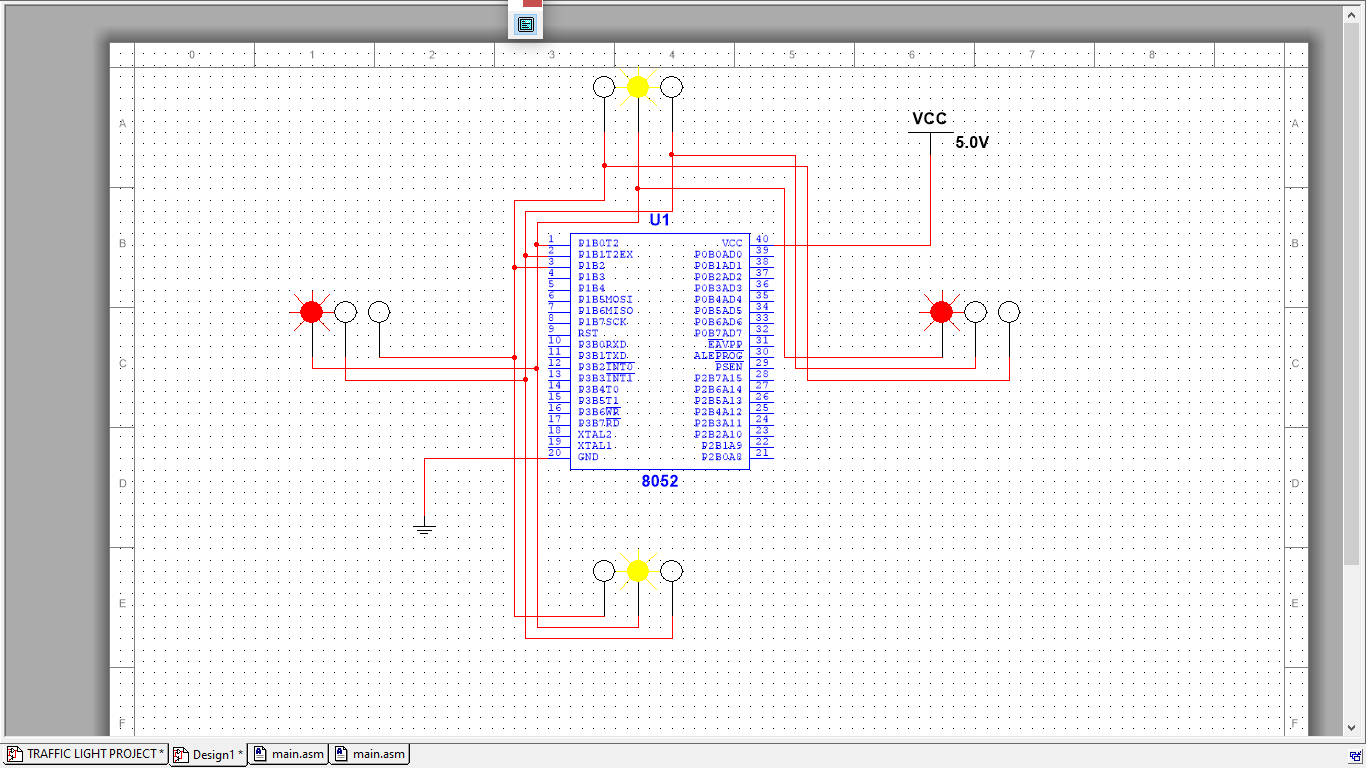 0 1 2 3 4 5 6 7 8
A A
VCC
5.0V
B B
U1
1 P1B0T2 VCC 40
2 P1B1T2EX P0B0AD0 39
3 P1B2 P0B1AD1 38
4 P1B3 P0B2AD2 37
5 P1B4 P0B3AD3 36
6 P1B5MOSI P0B4AD4 35
7 P1B6MISO P0B5AD5 34
8 P1B7SCK P0B6AD6 33
9 RST P0B7AD7 32
10 P3B0RXD EAVPP 31
11 P3B1TXD ALEPROG 30
12 P3B2INT0 PSEN 29
13 P3B3INT1 P2B7A15 28
14 P3B4T0 P2B6A14 27
15 P3B5T1 P2B5A13 26
16 P3B6WR P2B4A12 25
17 P3B7RD P2B3A11 24
18 XTAL2 P2B2A10 23
19 XTAL1 P2B1A9 22
20 GND P2B0A8 21
C C
8052
D D
E E
F F
TRAFFIC LIGHT PROJECT * Design1 * main.asm main.asm